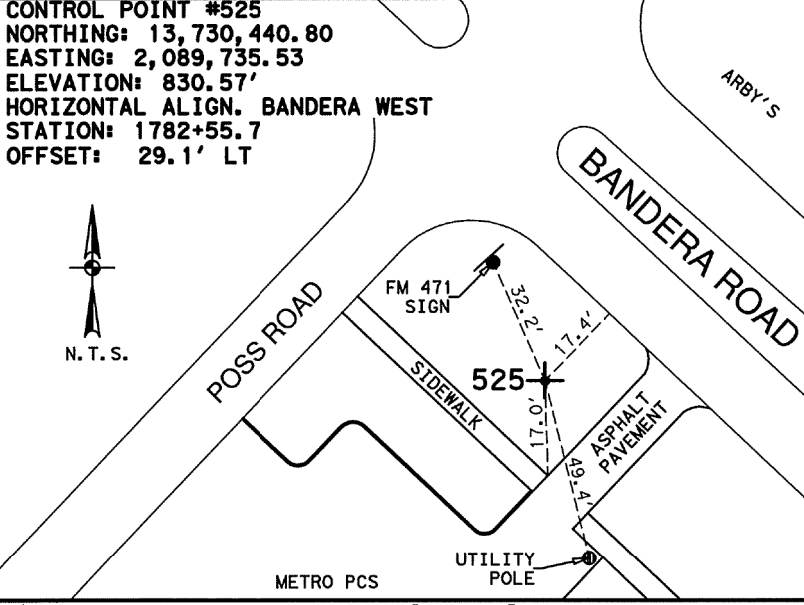 CONTROL POINT #525
NORTHING: 13,730,440.80
EASTING: 2,089,735.53
ELEVATION: 830.57'
HORIZONTAL ALIGN. BANDERA WEST
STATION: 1782+55.7
OFFSET: 29.1' LT
ARBY'S
BANDERA ROAD
N.T.S.
POSS ROAD
FM 471
SIGN
32.2'
17.4'
525
SIDEWALK
17.0'
ASPHALT
PAVEMENT
49.4'
UTILITY
POLE
METRO PCS